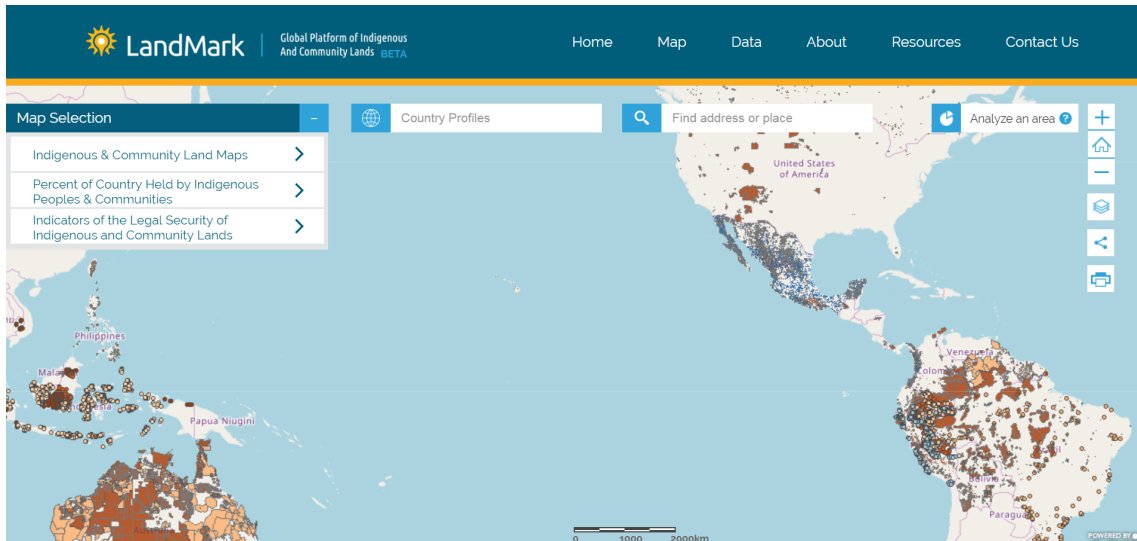 LandMark
Global Platform of Indigenous
And Community Lands BETA
Home Map Data About Resources Contact Us
Map Selection −
Country Profiles
Find address or place
Analyze an area ?
Indigenous & Community Land Maps
Percent of Country Held by Indigenous
Peoples & Communities
Indicators of the Legal Security of
Indigenous and Community Lands
United States
of America
Philippines
Venezuela
Papua Niugini
Bolivia
0 1000 2000km
POWERED BY